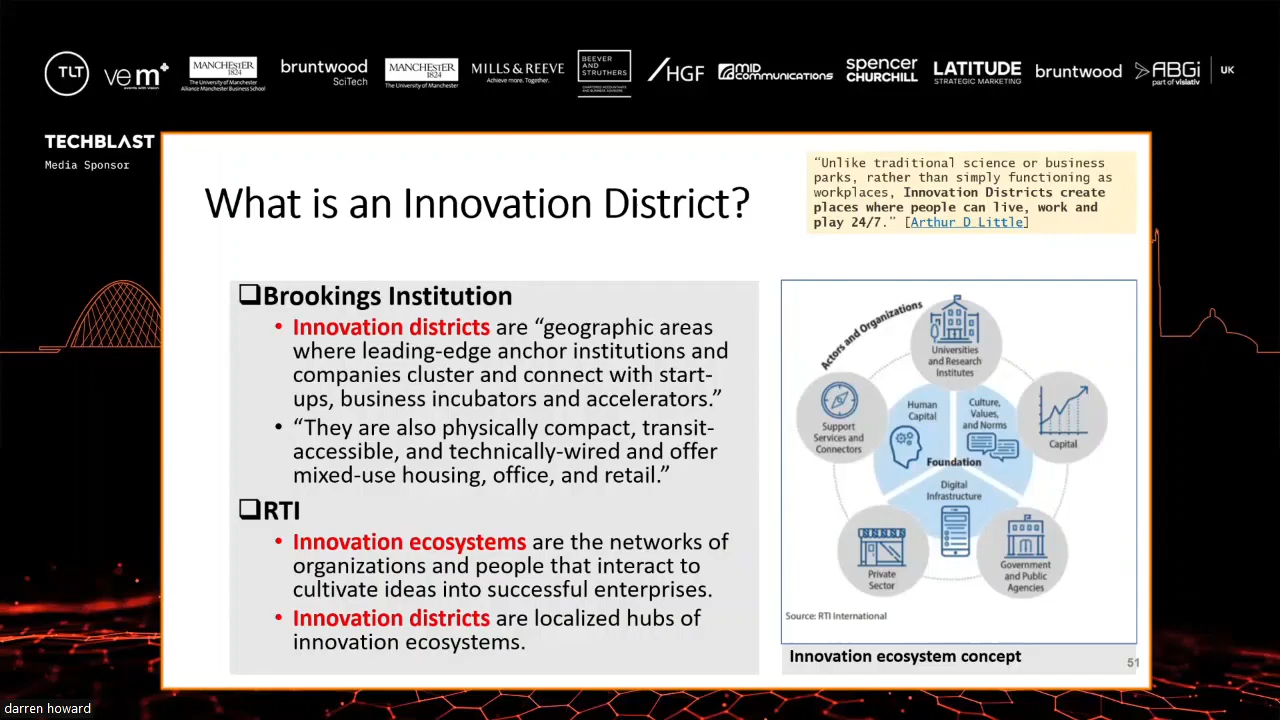 TLT
vem+
events with vision
MANCHESTER
1824
The University of Manchester
Alliance Manchester Business School
bruntwood
SciTech
MANCHESTER
1824
The University of Manchester
MILLS & REEVE
Achieve more. Together.
BEEVER
AND
STRUTHERS
CHARTERED ACCOUNTANTS
AND BUSINESS ADVISORS
HGF
MID
COMMUNICATIONS
spencer
CHURCHILL
LATITUDE
STRATEGIC MARKETING
bruntwood
ABGi
part of visiativ
UK
TECHBLAST
Media Sponsor
What is an Innovation District?
“Unlike traditional science or business
parks, rather than simply functioning as
workplaces, Innovation Districts create
places where people can live, work and
play 24/7.” [Arthur D Little]
Brookings Institution
• Innovation districts are “geographic areas
where leading-edge anchor institutions and
companies cluster and connect with start-
ups, business incubators and accelerators.”
• “They are also physically compact, transit-
accessible, and technically-wired and offer
mixed-use housing, office, and retail.”
RTI
• Innovation ecosystems are the networks of
organizations and people that interact to
cultivate ideas into successful enterprises.
• Innovation districts are localized hubs of
innovation ecosystems.
Actors and Organizations
Universities
and Research
Institutes
Support
Services and
Connectors
Human
Capital
Culture,
Values,
and Norms
Capital
Foundation
Digital
Infrastructure
Private
Sector
Government
and Public
Agencies
Source: RTI International
Innovation ecosystem concept
51
darren howard